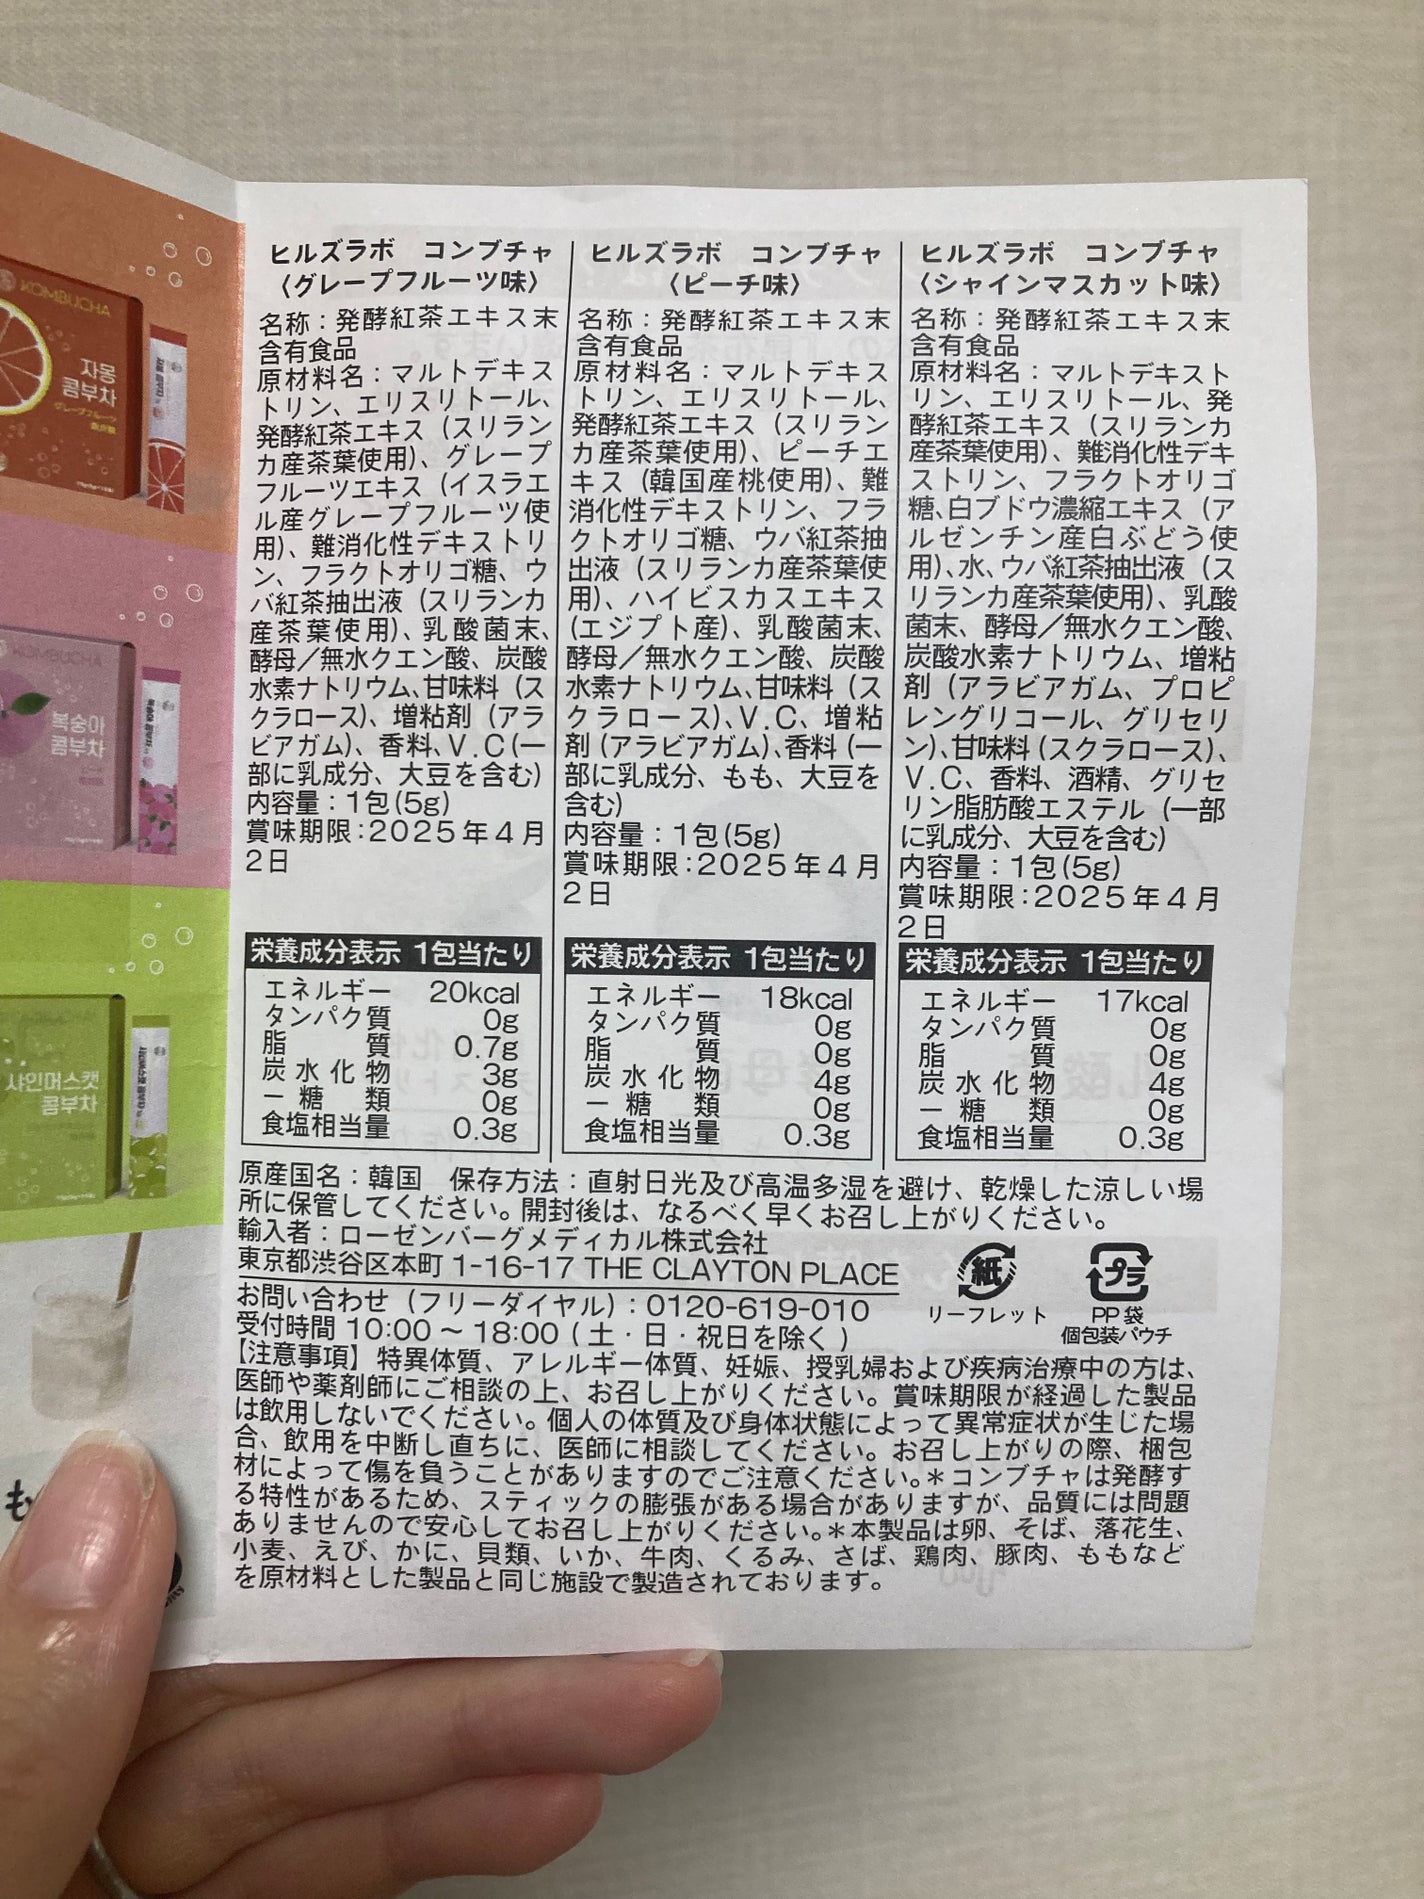 KOMBUCHA
자몽
콤부차
グレープフルーツ
KOMBUCHA
복숭아
콤부차
샤인머스캣
콤부차
も
ヒルズラボ コンブチャ
〈グレープフルーツ味〉
名称：発酵紅茶エキス末
含有食品
原材料名：マルトデキス
トリン、エリスリトール、
発酵紅茶エキス（スリラン
カ産茶葉使用）、グレープ
フルーツエキス（イスラエ
ル産グレープフルーツ使
用）、難消化性デキストリ
ン、フラクトオリゴ糖、ウ
バ紅茶抽出液（スリランカ
産茶葉使用）、乳酸菌末、
酵母／無水クエン酸、炭酸
水素ナトリウム、甘味料（ス
クラロース）、増粘剤（アラ
ビアガム）、香料、V.C（一
部に乳成分、大豆を含む）
内容量：1包(5g)
賞味期限：2025年4月
2日
栄養成分表示 1包当たり
エネルギー 20kcal
タンパク質 0g
脂質 0.7g
炭水化物 3g
ー糖類 0g
食塩相当量 0.3g
ヒルズラボ コンブチャ
〈ピーチ味〉
名称：発酵紅茶エキス末
含有食品
原材料名：マルトデキス
トリン、エリスリトール、
発酵紅茶エキス（スリラン
カ産茶葉使用）、ピーチエ
キス（韓国産桃使用）、難
消化性デキストリン、フラ
クトオリゴ糖、ウバ紅茶抽
出液（スリランカ産茶葉使
用）、ハイビスカスエキス
（エジプト産）、乳酸菌末、
酵母／無水クエン酸、炭酸
水素ナトリウム、甘味料（ス
クラロース）、V.C、増粘
剤（アラビアガム）、香料（一
部に乳成分、もも、大豆を
含む）
内容量：1包(5g)
賞味期限：2025年4月
2日
栄養成分表示 1包当たり
エネルギー 18kcal
タンパク質 0g
脂質 0g
炭水化物 4g
ー糖類 0g
食塩相当量 0.3g
ヒルズラボ コンブチャ
〈シャインマスカット味〉
名称：発酵紅茶エキス末
含有食品
原材料名：マルトデキスト
リン、エリスリトール、発
酵紅茶エキス（スリランカ
産茶葉使用）、難消化性デキ
ストリン、フラクトオリゴ
糖、白ブドウ濃縮エキス（ア
ルゼンチン産白ぶどう使
用）、水、ウバ紅茶抽出液（ス
リランカ産茶葉使用）、乳酸
菌末、酵母／無水クエン酸、
炭酸水素ナトリウム、増粘
剤（アラビアガム、プロピ
レングリコール、グリセリ
ン）、甘味料（スクラロース）、
V.C、香料、酒精、グリセ
リン脂肪酸エステル（一部
に乳成分、大豆を含む）
内容量：1包(5g)
賞味期限：2025年4月
2日
栄養成分表示 1包当たり
エネルギー 17kcal
タンパク質 0g
脂質 0g
炭水化物 4g
ー糖類 0g
食塩相当量 0.3g
原産国名：韓国 保存方法：直射日光及び高温多湿を避け、乾燥した涼しい場
所に保管してください。開封後は、なるべく早くお召し上がりください。
輸入者：ローゼンバーグメディカル株式会社
東京都渋谷区本町 1-16-17 THE CLAYTON PLACE
お問い合わせ（フリーダイヤル）：0120-619-010
受付時間 10:00 ～ 18:00（土・日・祝日を除く）
紙
リーフレット
プラ
PP袋
個包装パウチ
【注意事項】特異体質、アレルギー体質、妊娠、授乳婦および疾病治療中の方は、
医師や薬剤師にご相談の上、お召し上がりください。賞味期限が経過した製品
は飲用しないでください。個人の体質及び身体状態によって異常症状が生じた場
合、飲用を中断し直ちに、医師に相談してください。お召し上がりの際、梱包
材によって傷を負うことがありますのでご注意ください。＊コンブチャは発酵す
る特性があるため、スティックの膨張がある場合がありますが、品質には問題
ありませんので安心してお召し上がりください。＊本製品は卵、そば、落花生、
小麦、えび、かに、貝類、いか、牛肉、くるみ、さば、鶏肉、豚肉、ももなど
を原材料とした製品と同じ施設で製造されております。